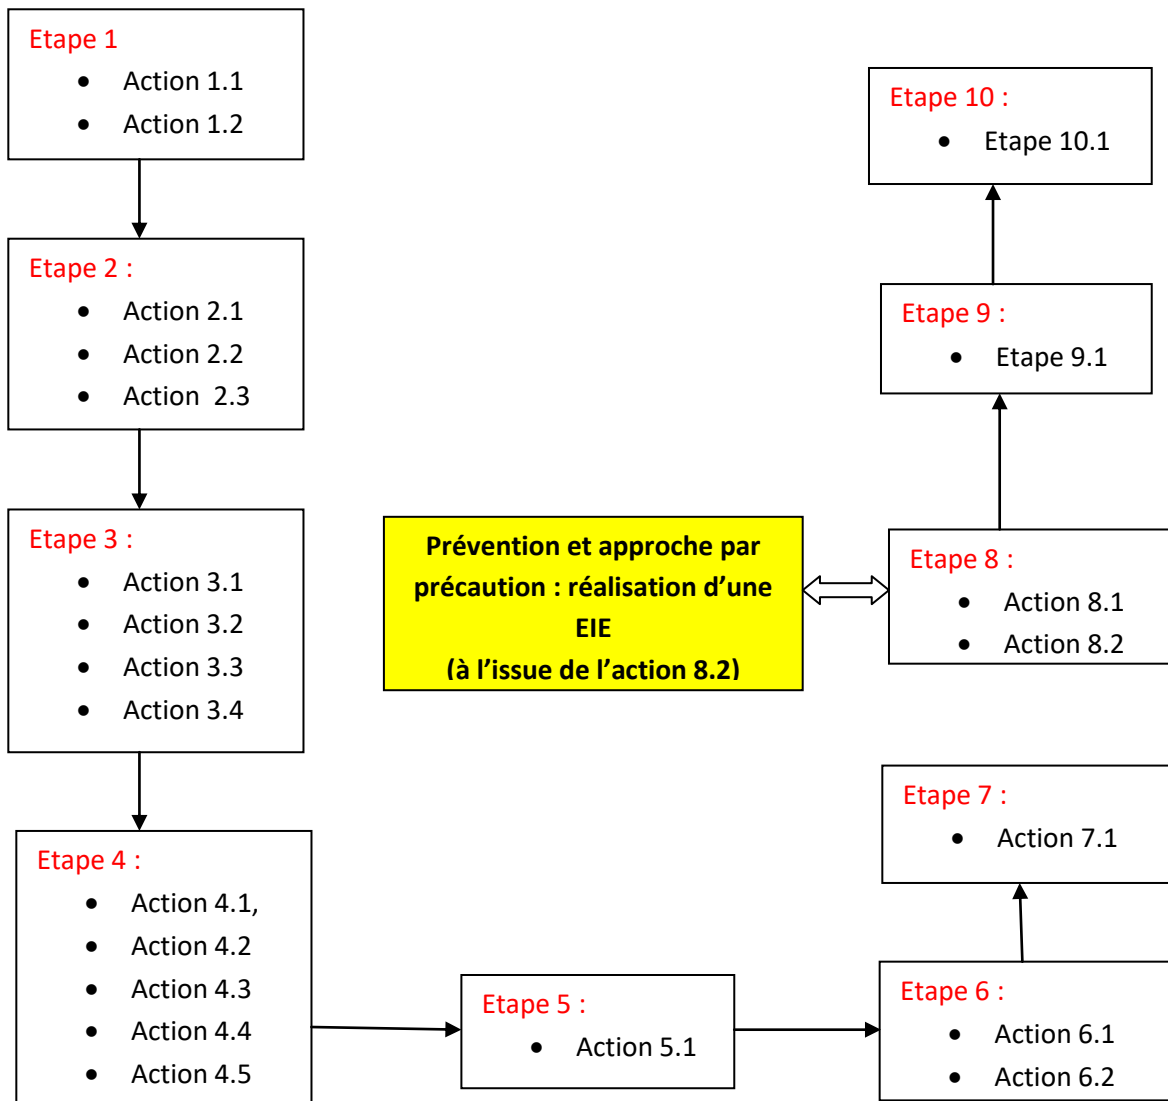 Etape 1
• Action 1.1
• Action 1.2
Etape 2 :
• Action 2.1
• Action 2.2
• Action  2.3
Etape 3 :
• Action 3.1
• Action 3.2
• Action 3.3
• Action 3.4
Etape 4 :
• Action 4.1,
• Action 4.2
• Action 4.3
• Action 4.4
• Action 4.5
Etape 5 :
• Action 5.1
Etape 6 :
• Action 6.1
• Action 6.2
Etape 7 :
• Action 7.1
Prévention et approche par
précaution : réalisation d’une
EIE
(à l’issue de l’action 8.2)
Etape 8 :
• Action 8.1
• Action 8.2
Etape 9 :
• Etape 9.1
Etape 10 :
• Etape 10.1